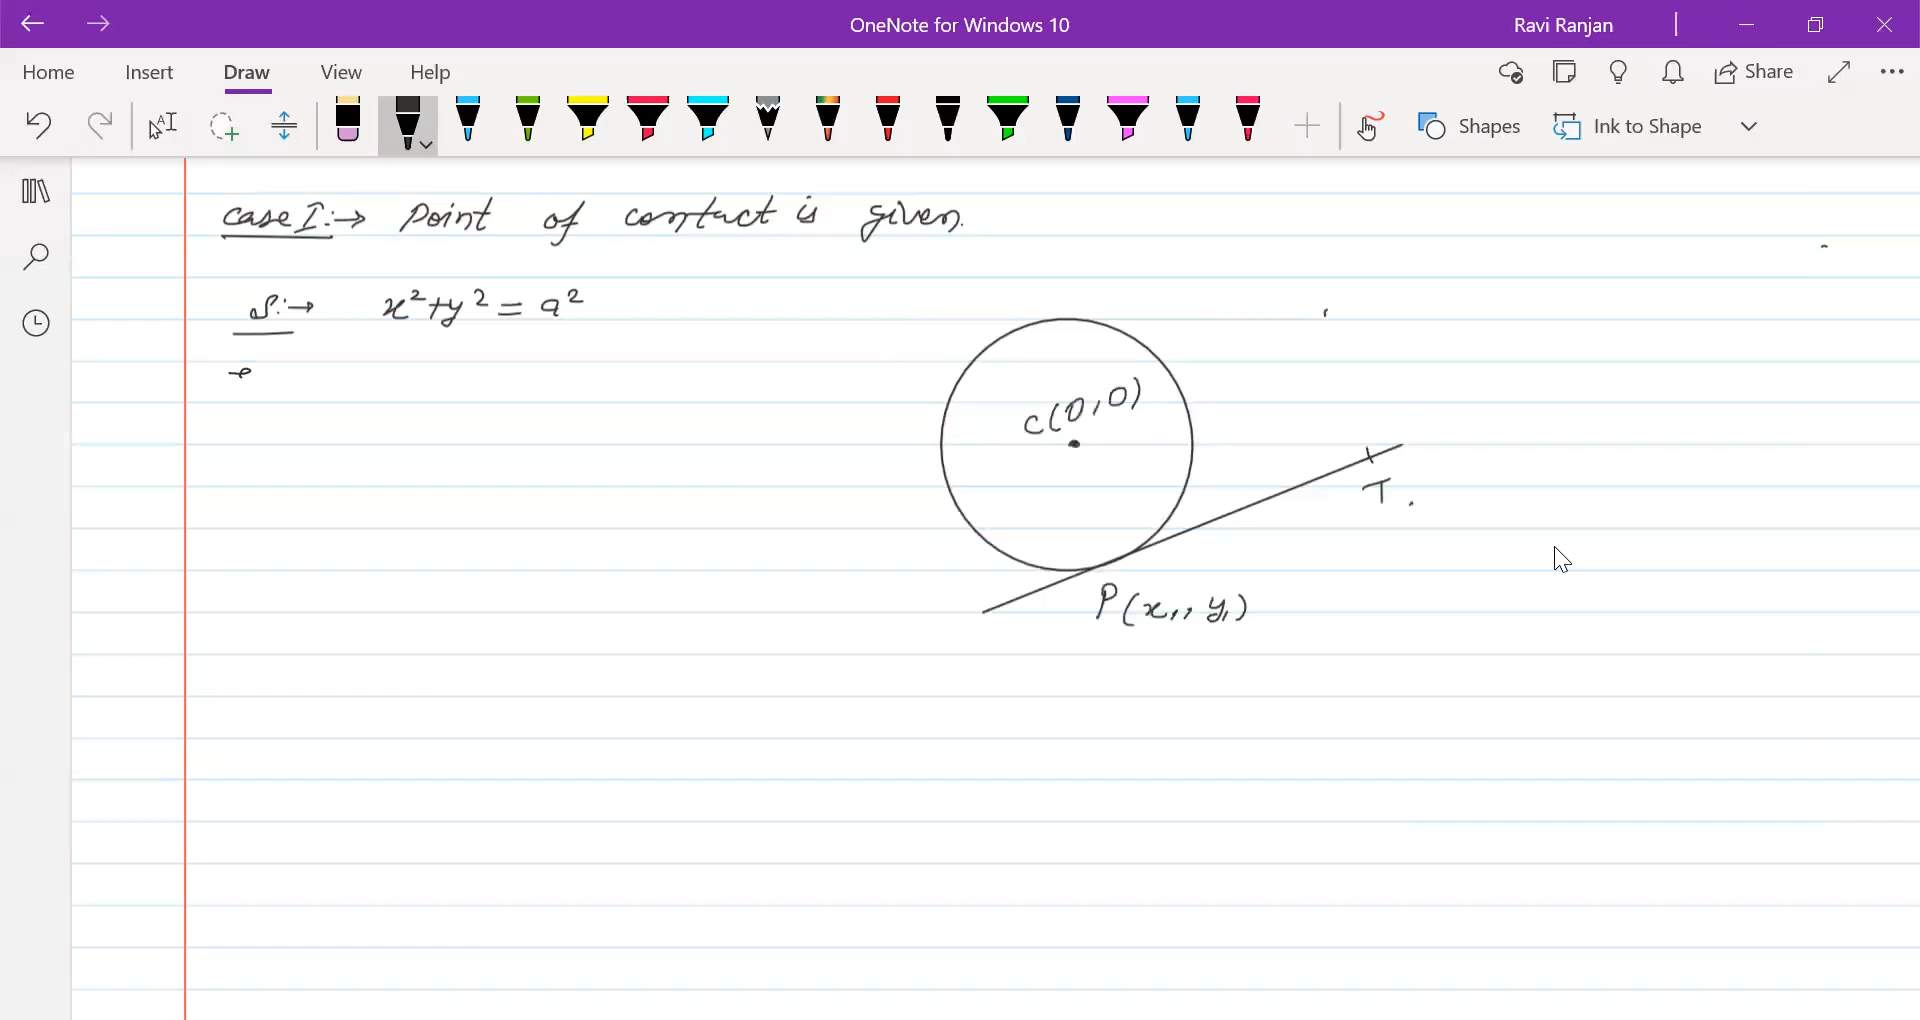 OneNote for Windows 10
Ravi Ranjan
Home Insert Draw View Help
Share
Shapes
Ink to Shape
case I :→ Point of contact is given.
S :→ x²+y² = a²
C(0,0)
T
P(x₁, y₁)